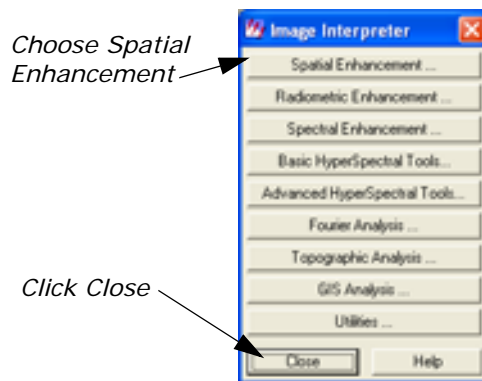 Choose Spatial
Enhancement
Image Interpreter
Spatial Enhancement ...
Radiometric Enhancement ...
Spectral Enhancement ...
Basic HyperSpectral Tools...
Advanced HyperSpectral Tools...
Fourier Analysis ...
Topographic Analysis ...
GIS Analysis ...
Utilities ...
Click Close
Close
Help